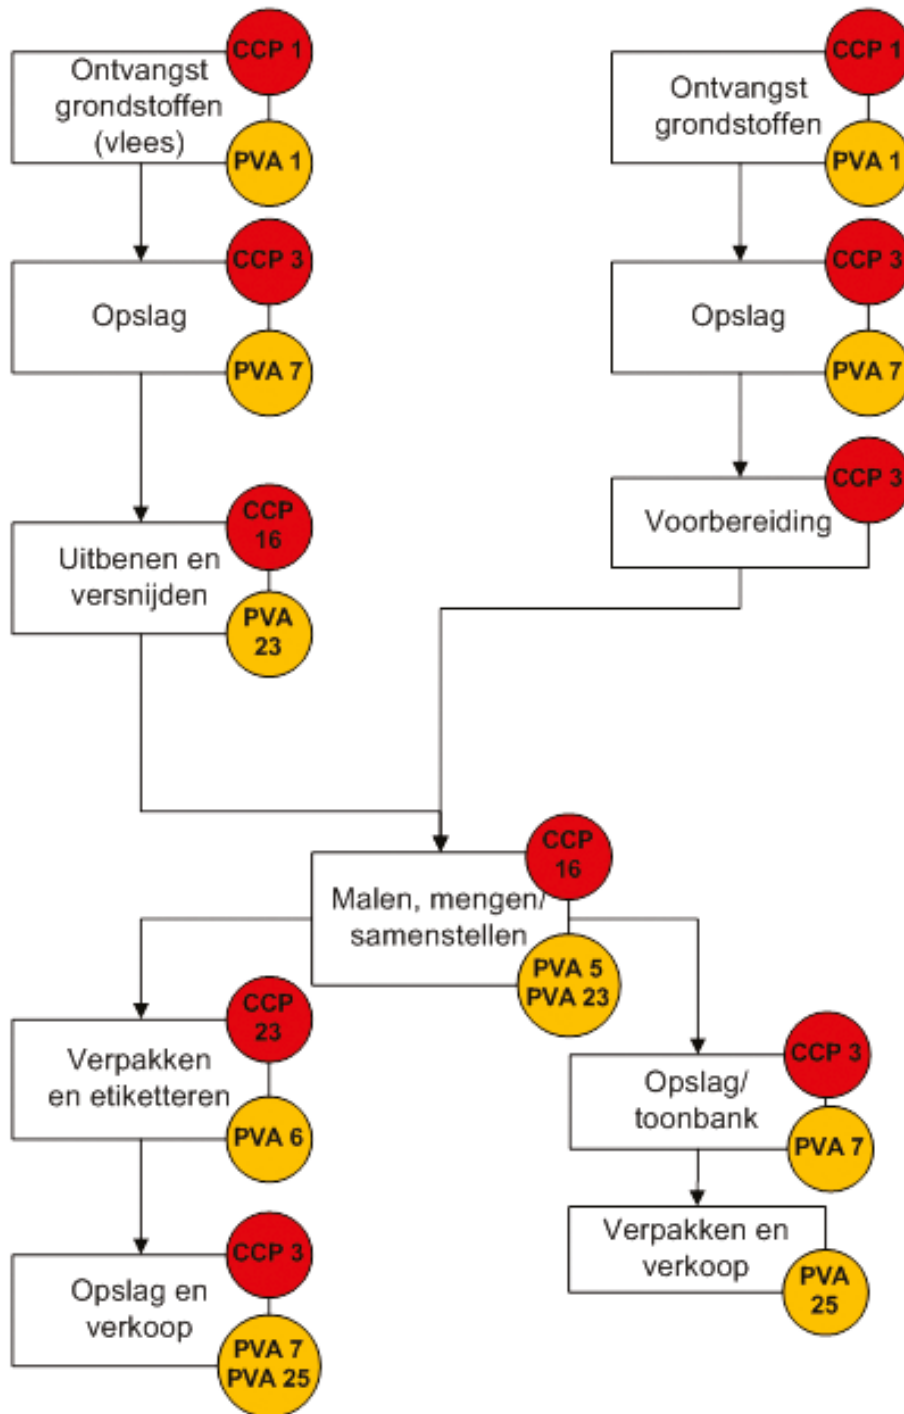 CCP 1
Ontvangst
grondstoffen
(vlees)
PVA 1
CCP 1
Ontvangst
grondstoffen
PVA 1
CCP 3
Opslag
PVA 7
CCP 3
Opslag
PVA 7
CCP
16
Uitbenen en
versnijden
PVA
23
CCP 3
Voorbereiding
CCP
16
Malen, mengen/
samenstellen
PVA 5
PVA 23
CCP
23
Verpakken
en etiketteren
PVA 6
CCP 3
Opslag/
toonbank
PVA 7
CCP 3
Opslag en
verkoop
PVA 7
PVA 25
Verpakken en
verkoop
PVA
25